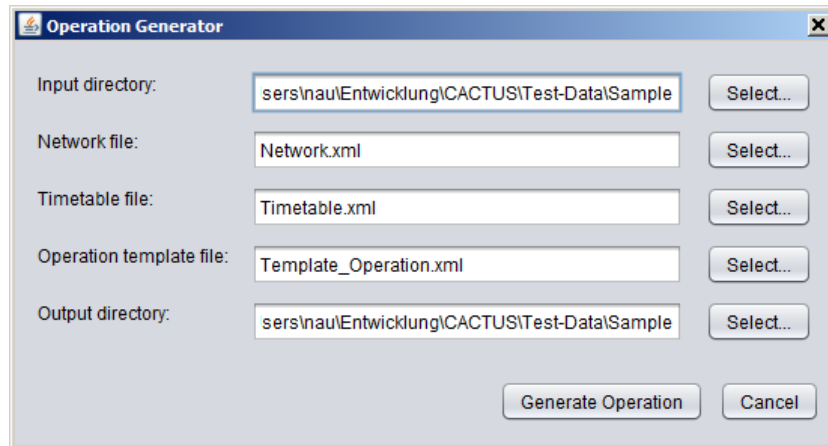 Operation Generator
Input directory: sers\nau\Entwicklung\CACTUS\Test-Data\Sample Select...
Network file: Network.xml Select...
Timetable file: Timetable.xml Select...
Operation template file: Template_Operation.xml Select...
Output directory: sers\nau\Entwicklung\CACTUS\Test-Data\Sample Select...
Generate Operation Cancel